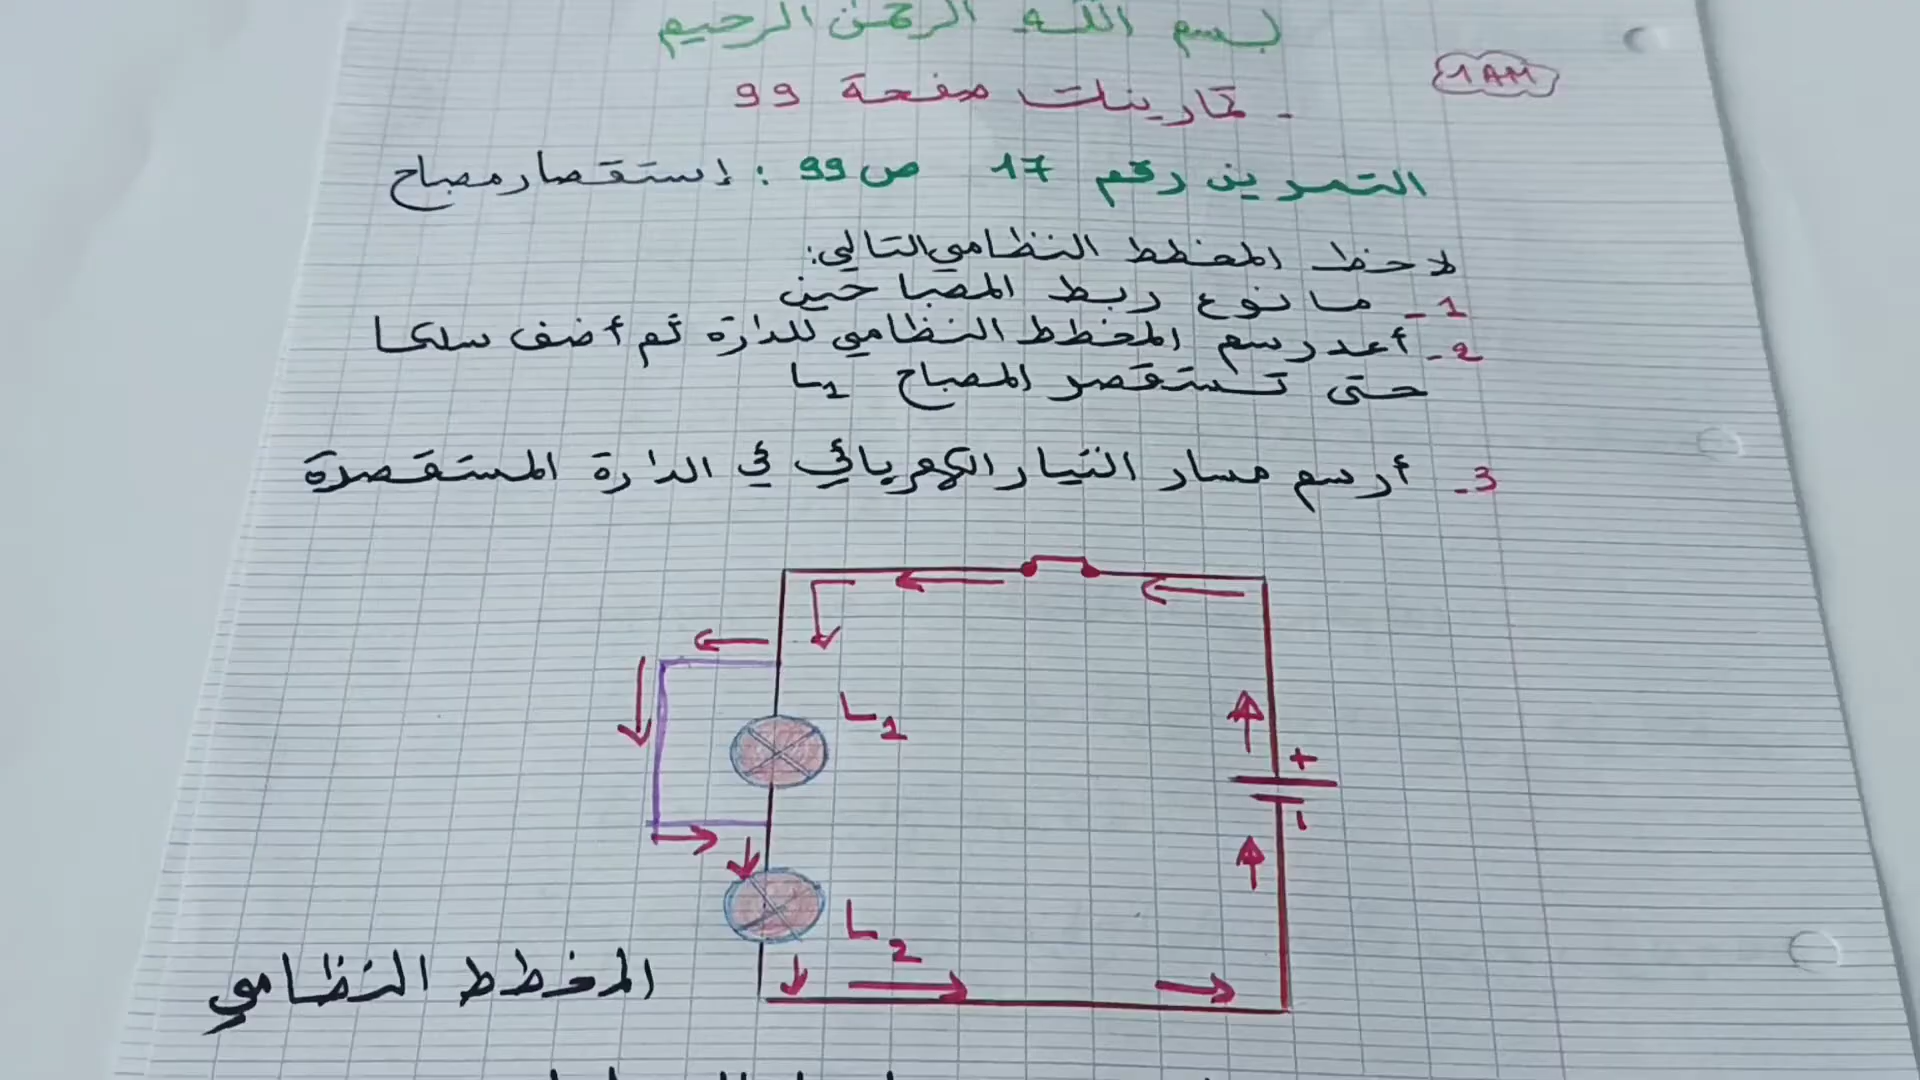 بسم الله الرحمن الرحيم
1AM
- تمارينات صفحة 99
التمرين رقم 17 ص 99 : إستقصار مصباح
لاحظ المخطط النظامي التالي:
1- ما نوع ربط المصباحين
2- أعد رسم المخطط النظامي للدارة ثم أضف سلكا
حتى تستقصر المصباح L1
3- أرسم مسار التيار الكهربائي في الدارة المستقصرة
L1
+
-
L2
المخطط النظامي